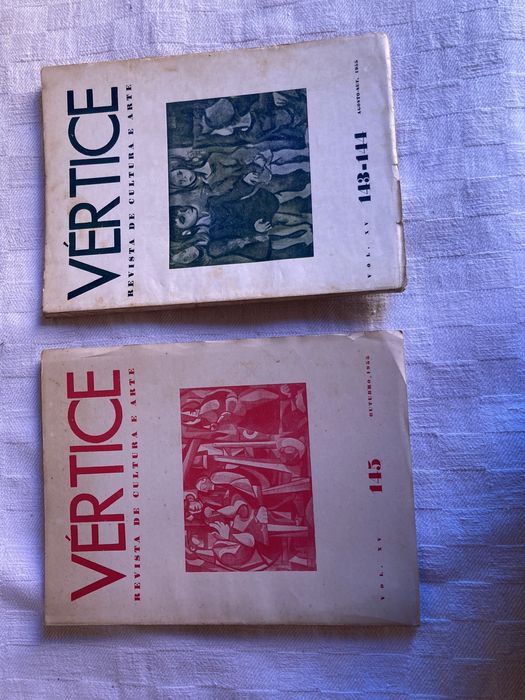 VÉRTICE
REVISTA DE CULTURA E ARTE
VOL. XV
143-144
AGOSTO-SET. 1955
VÉRTICE
REVISTA DE CULTURA E ARTE
VOL. XV
145
OUTUBRO, 1955